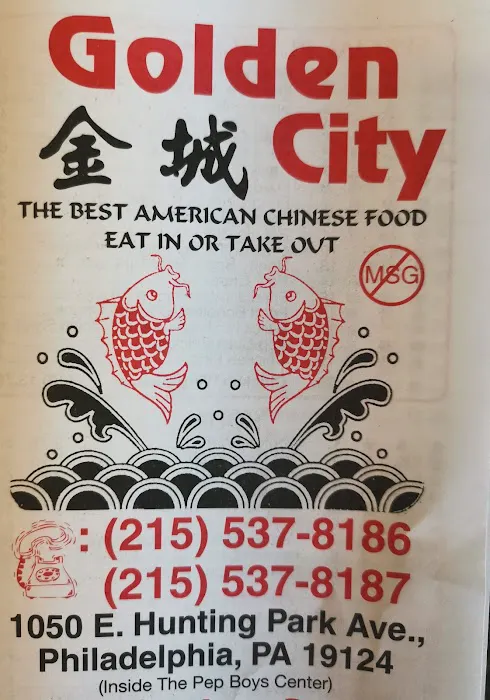 Golden
金城 City
THE BEST AMERICAN CHINESE FOOD
EAT IN OR TAKE OUT
MSG
: (215) 537-8186
(215) 537-8187
1050 E. Hunting Park Ave.,
Philadelphia, PA 19124
(Inside The Pep Boys Center)